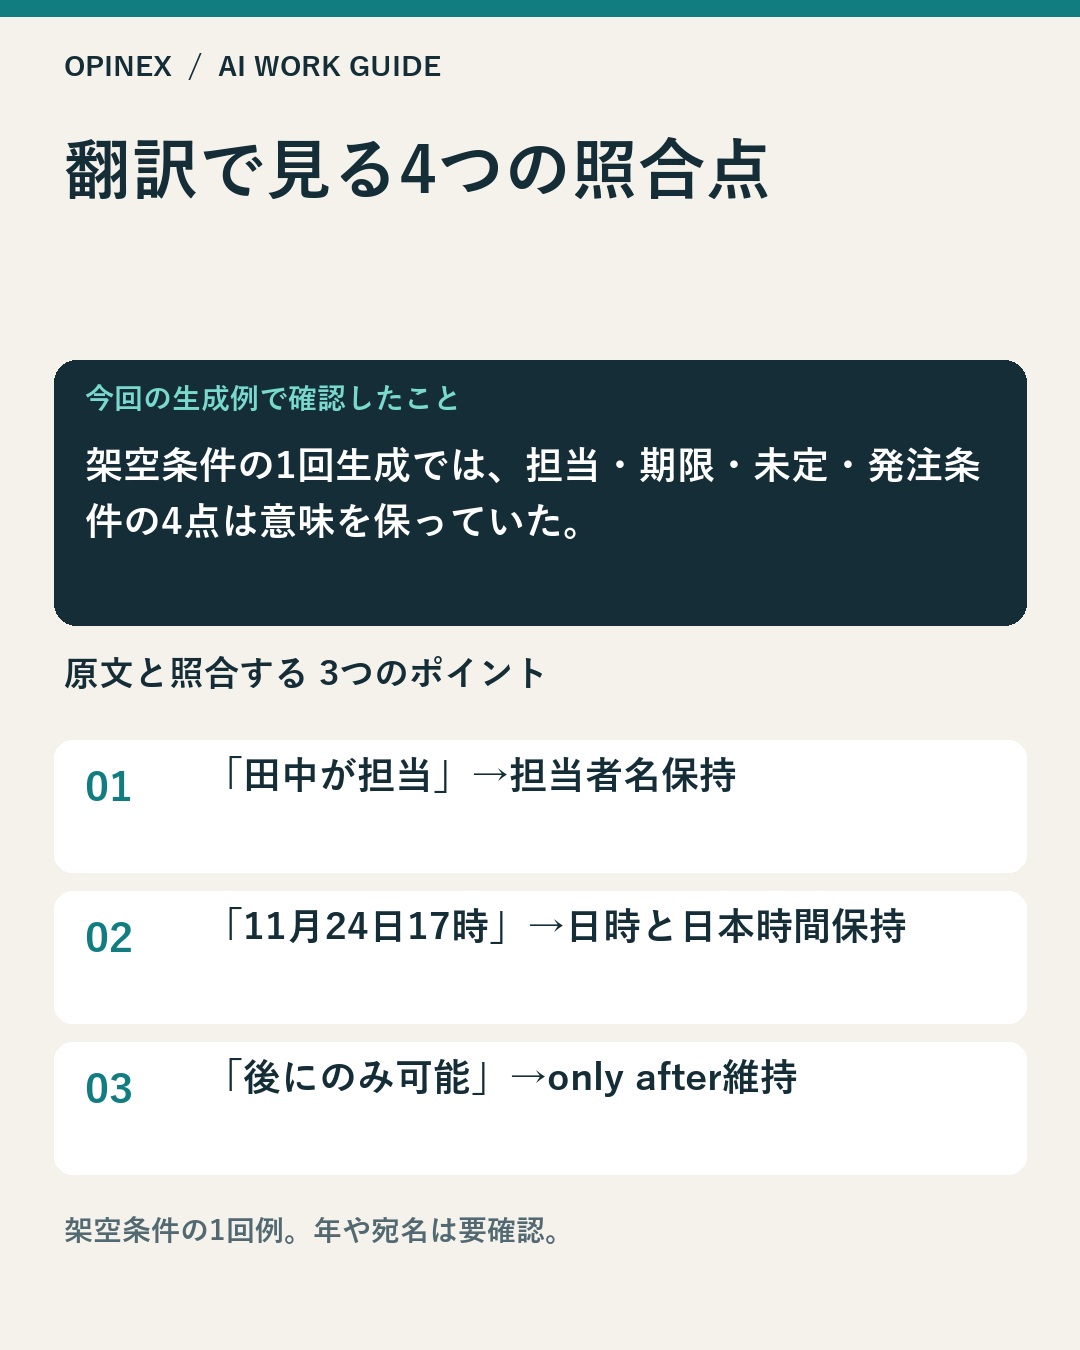 OPINEX / AI WORK GUIDE
翻訳で見る4つの照合点
今回の生成例で確認したこと
架空条件の1回生成では、担当・期限・未定・発注条
件の4点は意味を保っていた。
原文と照合する 3つのポイント
01 「田中が担当」→担当者名保持
02 「11月24日17時」→日時と日本時間保持
03 「後にのみ可能」→only after維持
架空条件の1回例。年や宛名は要確認。